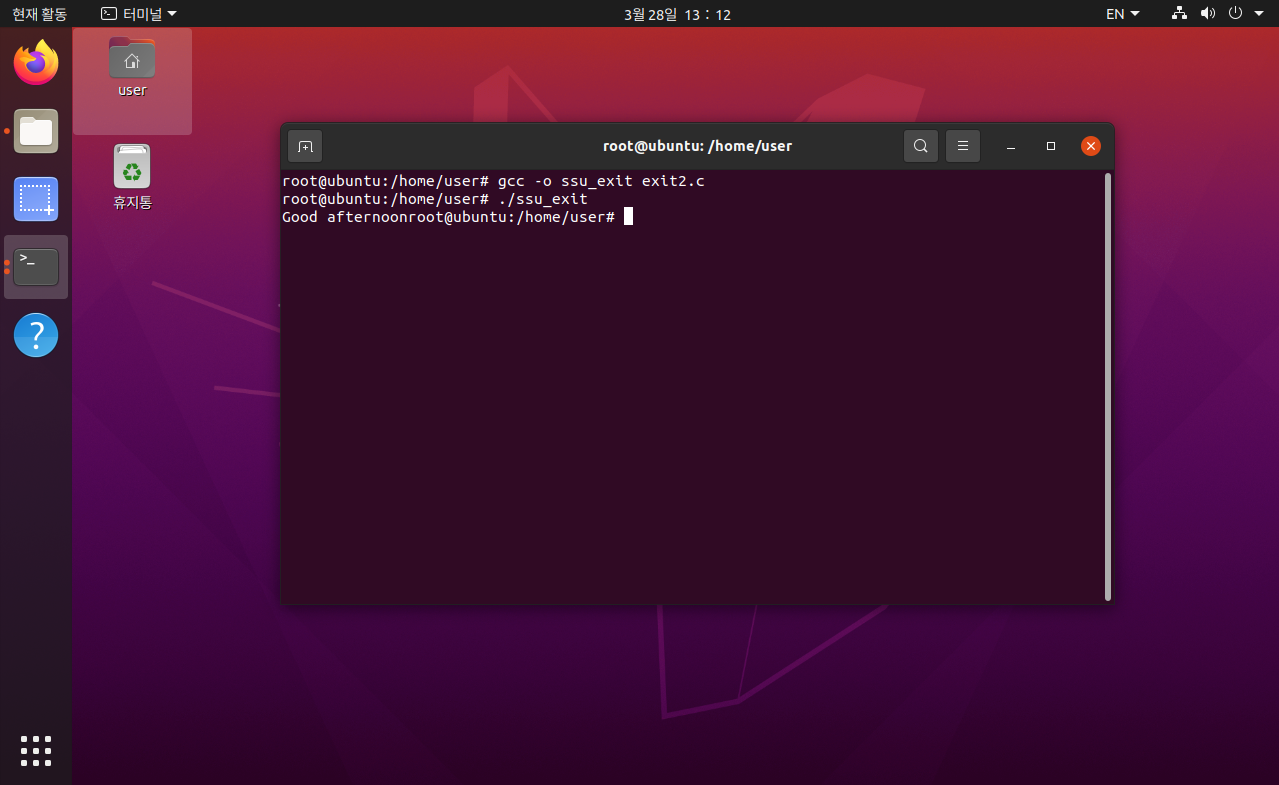 현재 활동 터미널 3월 28일 13 : 12 EN
user
휴지통
root@ubuntu: /home/user
root@ubuntu:/home/user# gcc -o ssu_exit exit2.c
root@ubuntu:/home/user# ./ssu_exit
Good afternoonroot@ubuntu:/home/user#